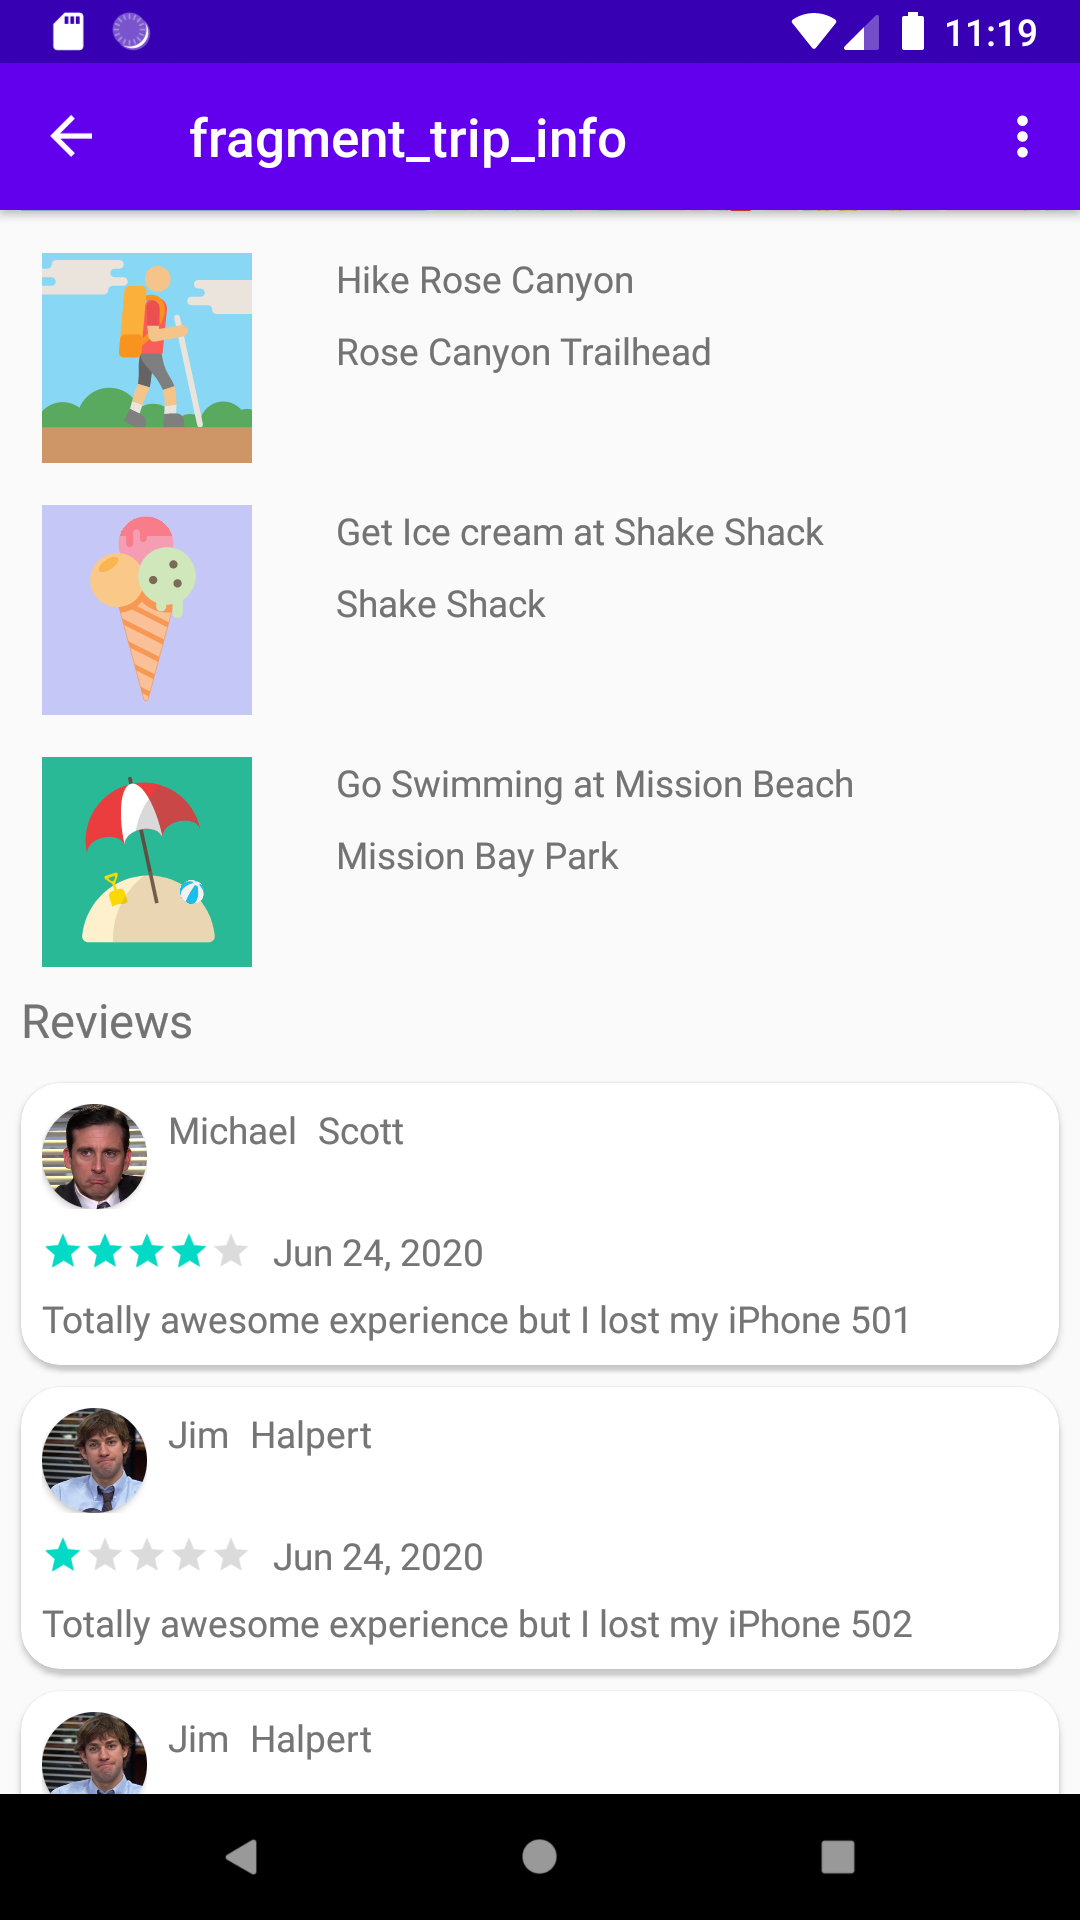 11:19
fragment_trip_info
Hike Rose Canyon
Rose Canyon Trailhead
Get Ice cream at Shake Shack
Shake Shack
Go Swimming at Mission Beach
Mission Bay Park
Reviews
Michael Scott
Jun 24, 2020
Totally awesome experience but I lost my iPhone 501
Jim Halpert
Jun 24, 2020
Totally awesome experience but I lost my iPhone 502
Jim Halpert